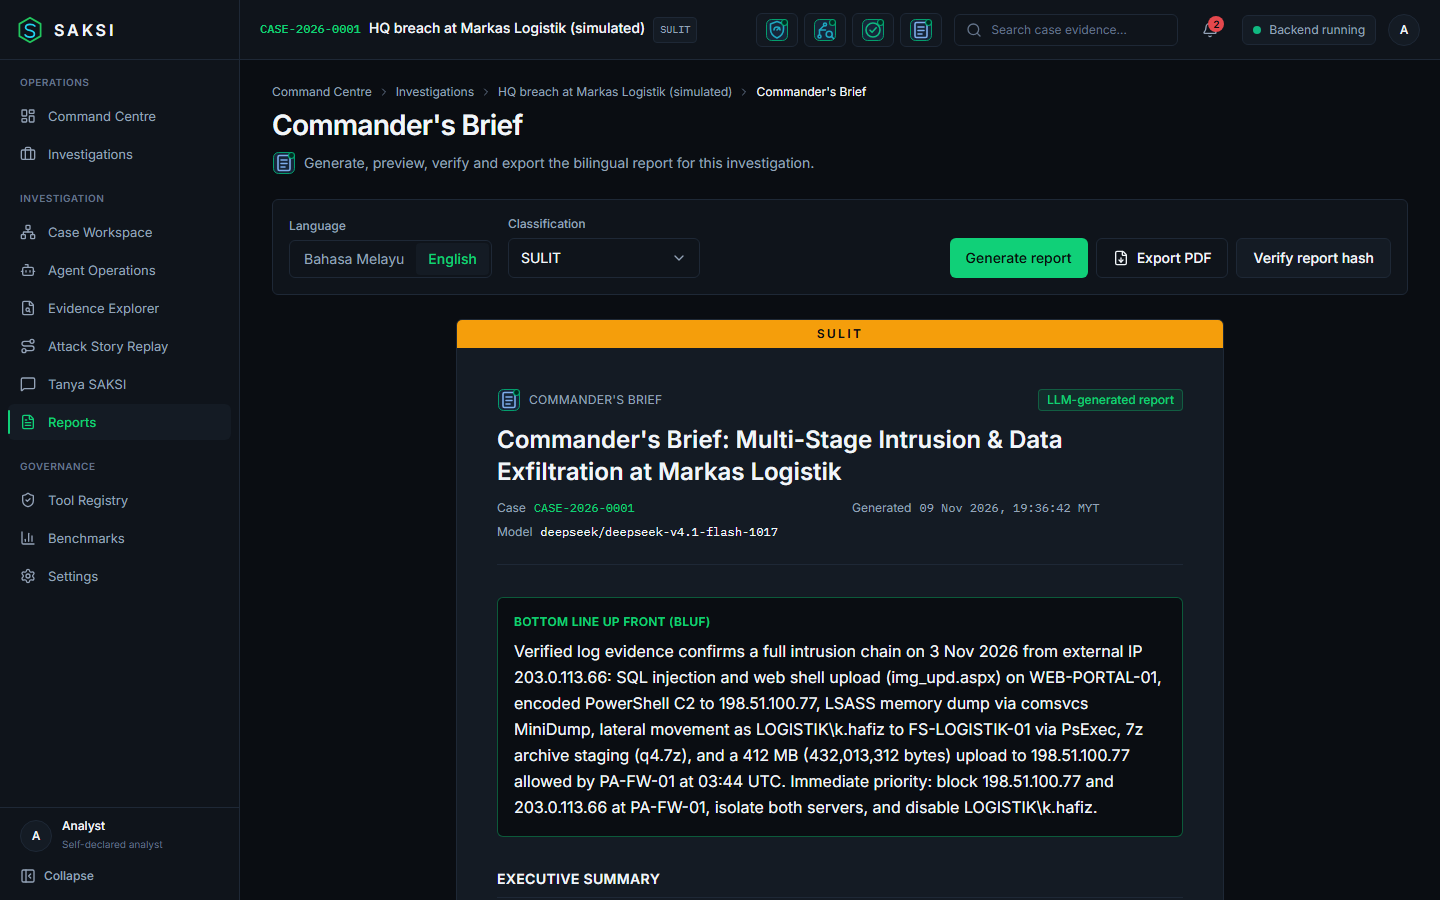 SAKSI
CASE-2026-0001 HQ breach at Markas Logistik (simulated) SULIT
Search case evidence...
2
Backend running
A
OPERATIONS
Command Centre
Investigations
INVESTIGATION
Case Workspace
Agent Operations
Evidence Explorer
Attack Story Replay
Tanya SAKSI
Reports
GOVERNANCE
Tool Registry
Benchmarks
Settings
A
Analyst
Self-declared analyst
Collapse
Command Centre > Investigations > HQ breach at Markas Logistik (simulated) > Commander's Brief
Commander's Brief
Generate, preview, verify and export the bilingual report for this investigation.
Language
Bahasa Melayu English
Classification
SULIT
Generate report
Export PDF
Verify report hash
SULIT
COMMANDER'S BRIEF
LLM-generated report
Commander's Brief: Multi-Stage Intrusion & Data
Exfiltration at Markas Logistik
Case CASE-2026-0001
Generated 09 Nov 2026, 19:36:42 MYT
Model deepseek/deepseek-v4.1-flash-1017
BOTTOM LINE UP FRONT (BLUF)
Verified log evidence confirms a full intrusion chain on 3 Nov 2026 from external IP
203.0.113.66: SQL injection and web shell upload (img_upd.aspx) on WEB-PORTAL-01,
encoded PowerShell C2 to 198.51.100.77, LSASS memory dump via comsvcs
MiniDump, lateral movement as LOGISTIK\k.hafiz to FS-LOGISTIK-01 via PsExec, 7z
archive staging (q4.7z), and a 412 MB (432,013,312 bytes) upload to 198.51.100.77
allowed by PA-FW-01 at 03:44 UTC. Immediate priority: block 198.51.100.77 and
203.0.113.66 at PA-FW-01, isolate both servers, and disable LOGISTIK\k.hafiz.
EXECUTIVE SUMMARY